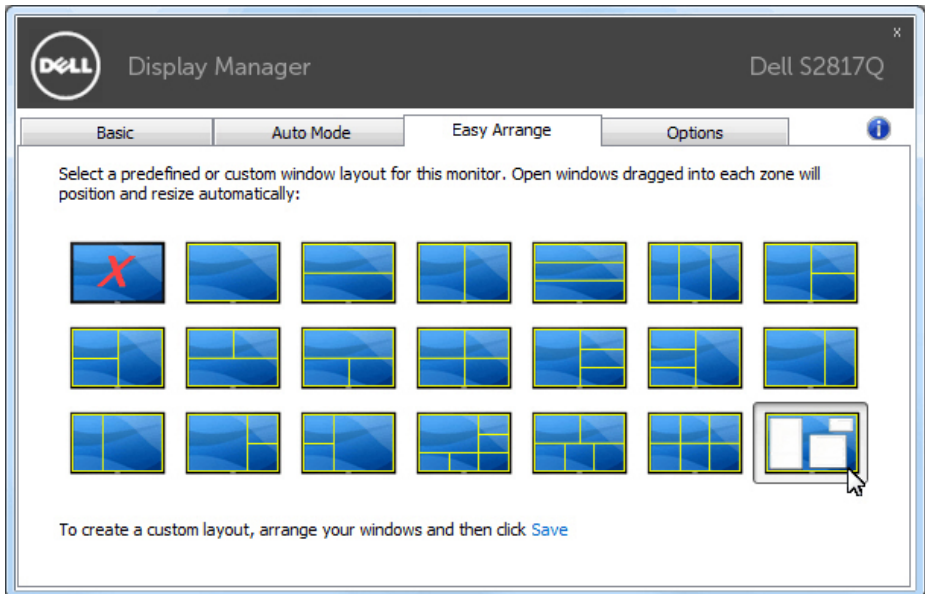 x
DELL
Display Manager
Dell S2817Q
Basic
Auto Mode
Easy Arrange
Options
i
Select a predefined or custom window layout for this monitor. Open windows dragged into each zone will
position and resize automatically:
X
To create a custom layout, arrange your windows and then click Save